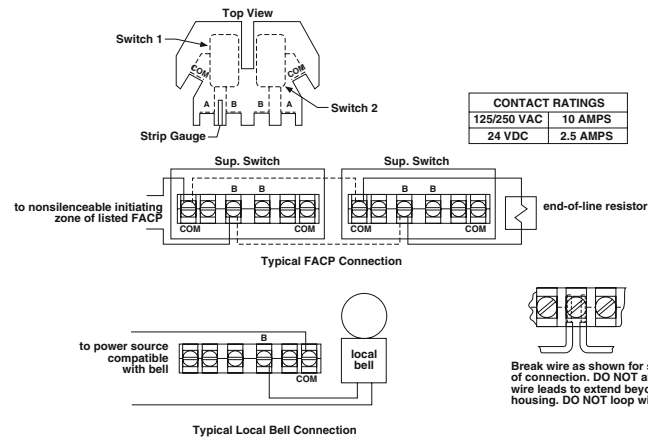 Top View
Switch 1
COM
COM
A B B A
Switch 2
Strip Gauge
CONTACT RATINGS
125/250 VAC 10 AMPS
24 VDC 2.5 AMPS
Sup. Switch
Sup. Switch
to nonsilenceable initiating
zone of listed FACP
B B
B B
COM COM
COM COM
end-of-line resistor
Typical FACP Connection
to power source
compatible
with bell
B
COM
local
bell
Typical Local Bell Connection
Break wire as shown for
of connection. DO NOT
wire leads to extend
housing. DO NOT loop